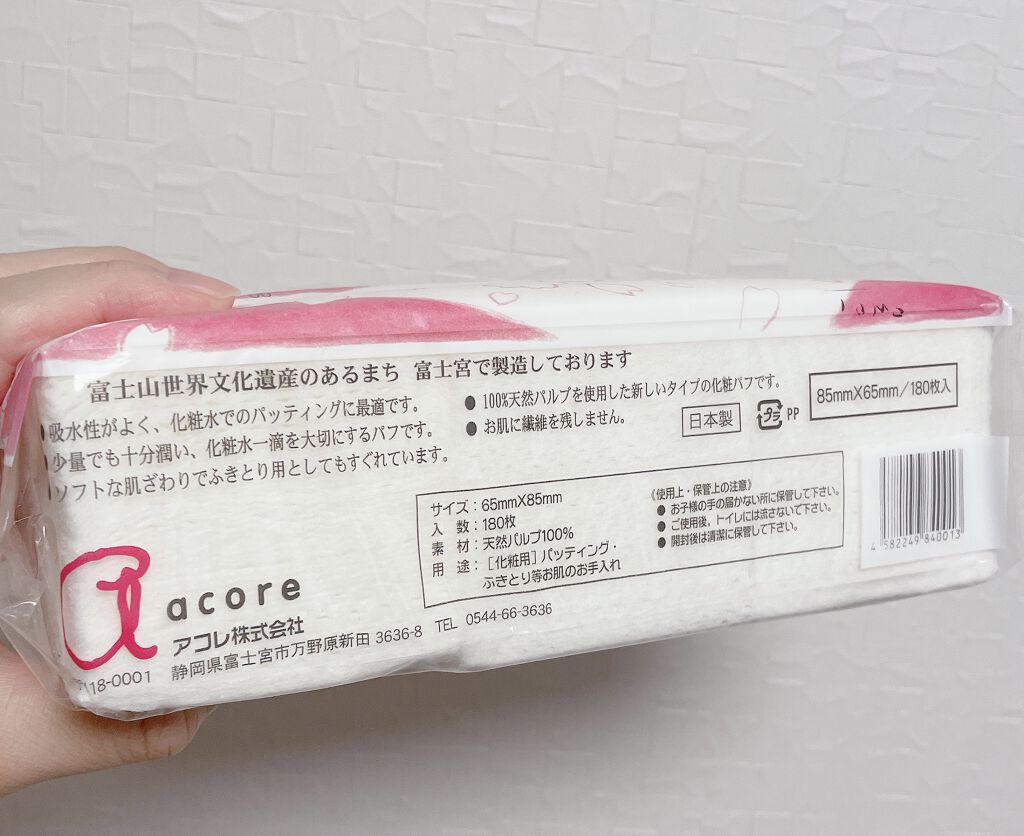 富士山世界文化遺産のあるまち 富士宮で製造しております
●吸水性がよく、化粧水でのパッティングに最適です。
●少量でも十分潤い、化粧水一滴を大切にするパフです。
●ソフトな肌ざわりでふきとり用としてもすぐれています。
●100%天然パルプを使用した新しいタイプの化粧パフです。
●お肌に繊維を残しません。
日本製
プラ PP
85mmX65mm/180枚入
サイズ:65mmX85mm
入 数:180枚
素 材:天然パルプ100%
用 途:[化粧用]パッティング・
ふきとり等お肌のお手入れ
《使用上・保管上の注意》
●お子様の手の届かない所に保管して下さい。
●ご使用後、トイレには流さないで下さい。
●開封後は清潔に保管して下さい。
4 582249 840013
acore
アコレ株式会社
118-0001 静岡県富士宮市万野原新田 3636-8 TEL 0544-66-3636